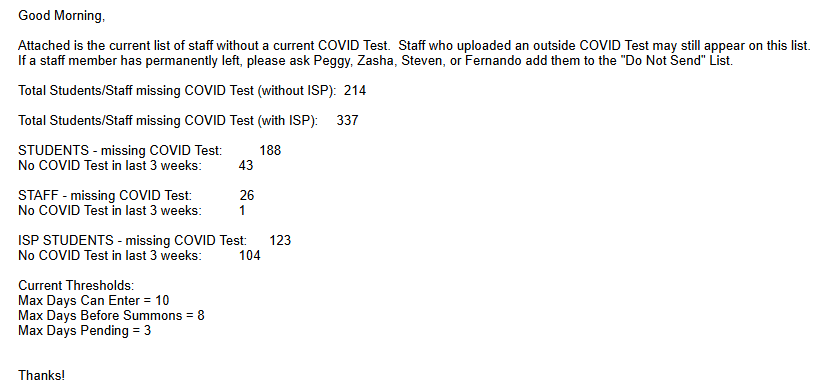 Good Morning,
Attached is the current list of staff without a current COVID Test.  Staff who uploaded an outside COVID Test may still appear on this list.
If a staff member has permanently left, please ask Peggy, Zasha, Steven, or Fernando add them to the "Do Not Send" List.
Total Students/Staff missing COVID Test (without ISP):  214
Total Students/Staff missing COVID Test (with ISP):     337
STUDENTS - missing COVID Test:          188
No COVID Test in last 3 weeks:          43
STAFF - missing COVID Test:             26
No COVID Test in last 3 weeks:          1
ISP STUDENTS - missing COVID Test:      123
No COVID Test in last 3 weeks:          104
Current Thresholds:
Max Days Can Enter = 10
Max Days Before Summons = 8
Max Days Pending = 3
Thanks!